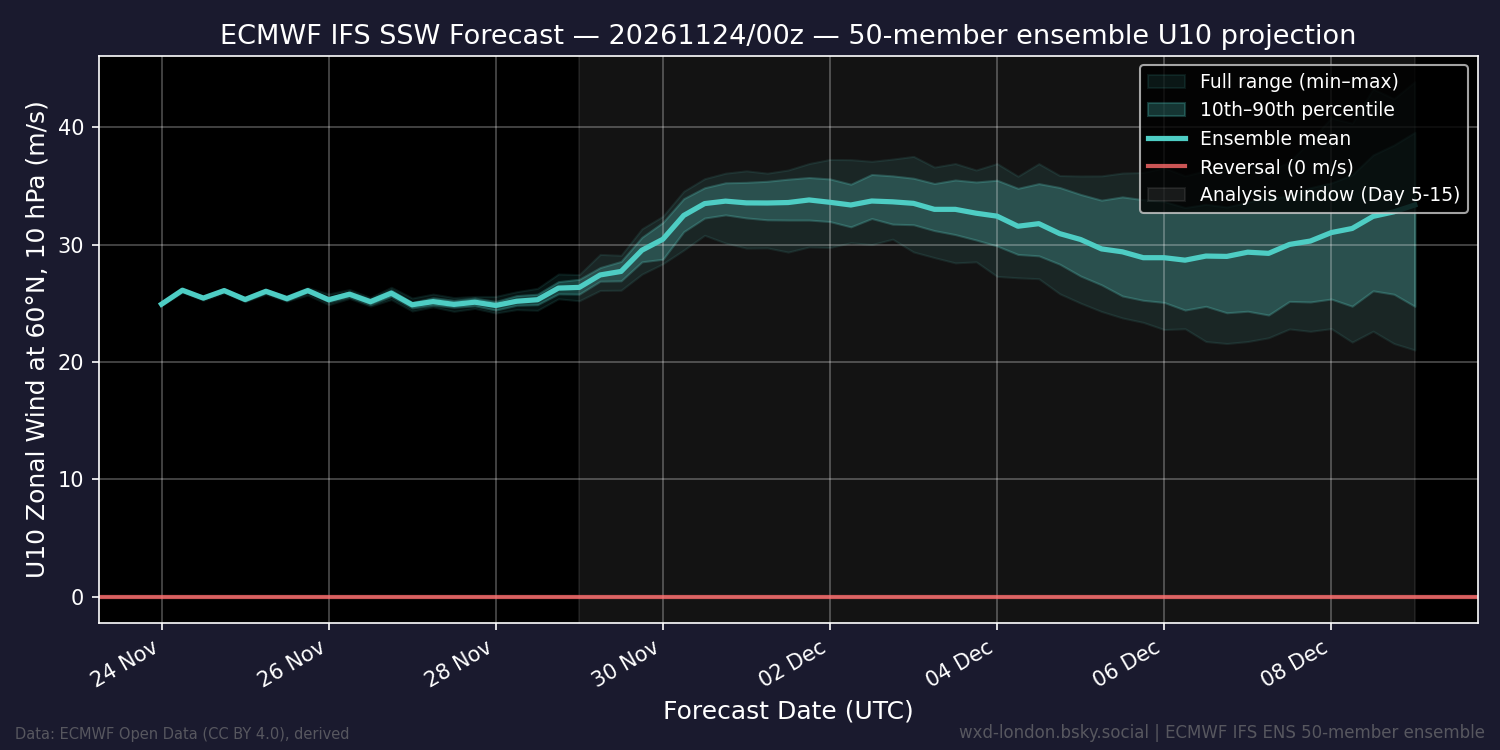 ECMWF IFS SSW Forecast — 20261124/00z — 50-member ensemble U10 projection
U10 Zonal Wind at 60°N, 10 hPa (m/s)
40
30
20
10
0
Full range (min–max)
10th–90th percentile
Ensemble mean
Reversal (0 m/s)
Analysis window (Day 5-15)
24 Nov
26 Nov
28 Nov
30 Nov
02 Dec
04 Dec
06 Dec
08 Dec
Forecast Date (UTC)
Data: ECMWF Open Data (CC BY 4.0), derived
wxd-london.bsky.social | ECMWF IFS ENS 50-member ensemble